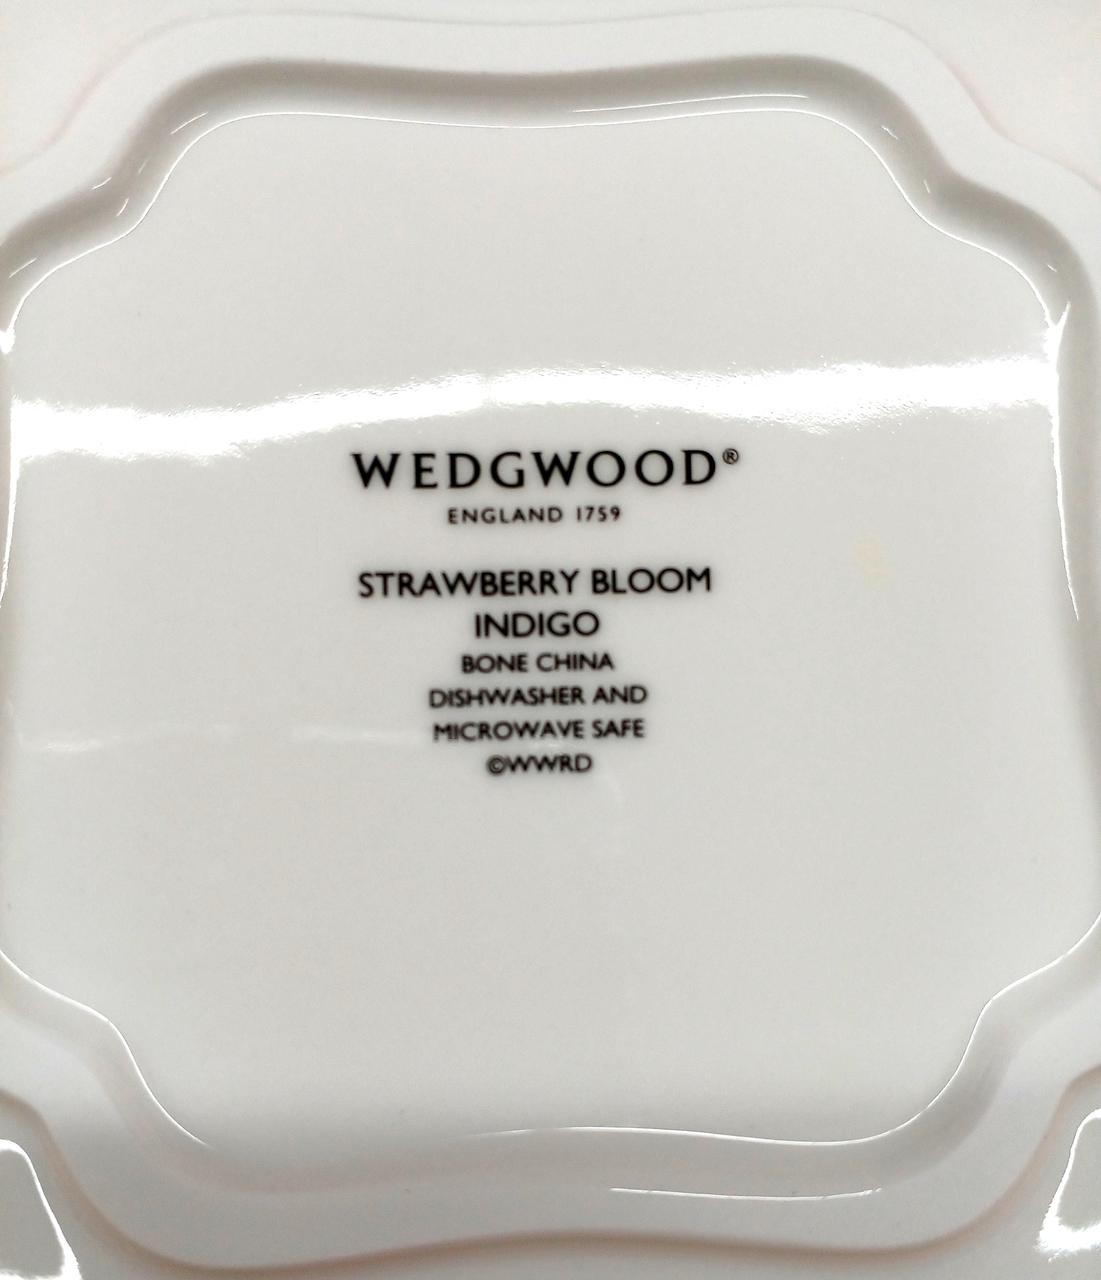 WEDGWOOD®
ENGLAND 1759
STRAWBERRY BLOOM
INDIGO
BONE CHINA
DISHWASHER AND
MICROWAVE SAFE
©WWRD